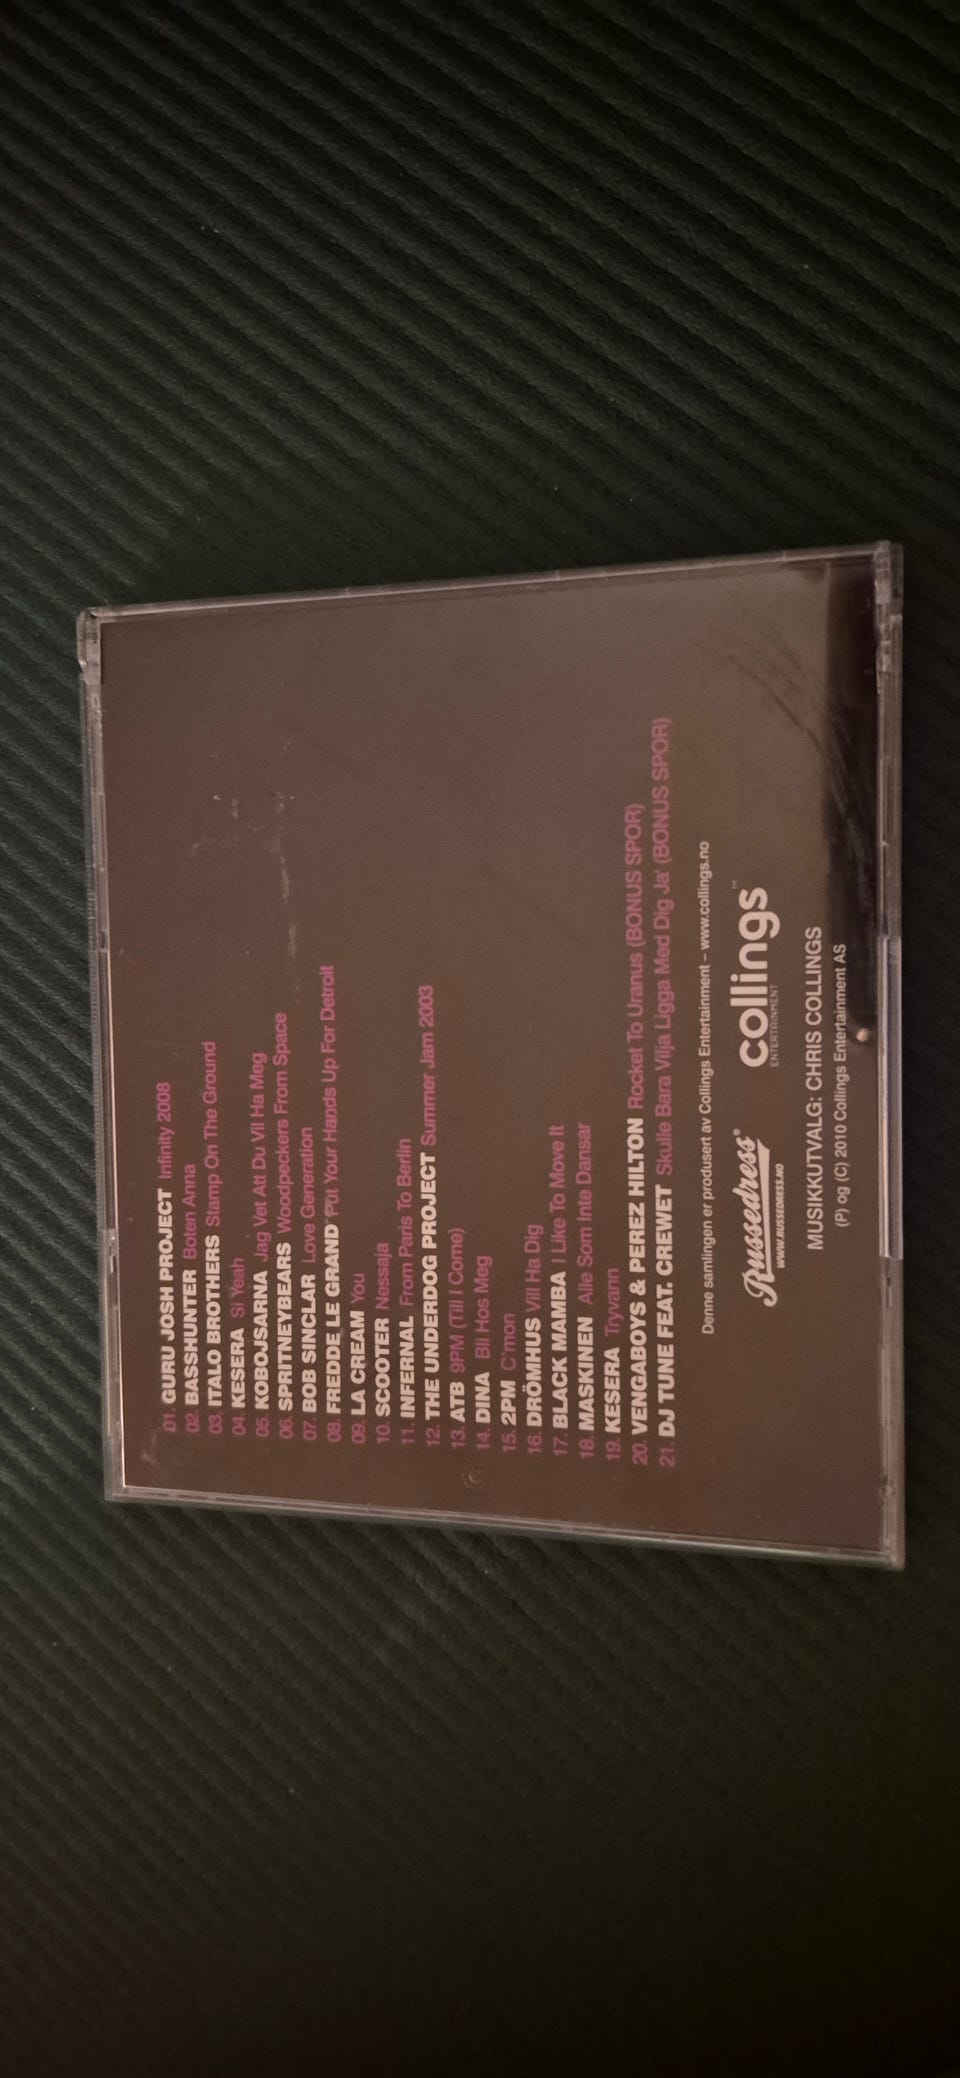 01. GURU JOSH PROJECT Infinity 2008
02. BASSHUNTER Boten Anna
03. ITALO BROTHERS Stamp On The Ground
04. KESERA Si Yeah
05. KOBOJSARNA Jag Vet Att Du Vil Ha Meg
06. SPRITNEYBEARS Woodpeckers From Space
07. BOB SINCLAR Love Generation
08. FREDDE LE GRAND Put Your Hands Up For Detroit
09. LA CREAM You
10. SCOOTER Nessaja
11. INFERNAL From Paris To Berlin
12. THE UNDERDOG PROJECT Summer Jam 2003
13. ATB 9PM (Till I Come)
14. DINA Bli Hos Meg
15. 2PM C'mon
16. DRÖMHUS Vill Ha Dig
17. BLACK MAMBA I Like To Move It
18. MASKINEN Alle Som Inte Dansar
19. KESERA Tryvann
20. VENGABOYS & PEREZ HILTON Rocket To Uranus (BONUS SPOR)
21. DJ TUNE FEAT. CREWET Skulle Bara Vilja Ligga Med Dig Ja' (BONUS SPOR)
Denne samlingen er produsert av Collings Entertainment – www.collings.no
Russedress®
WWW.RUSSEDRESS.NO
collings™
ENTERTAINMENT
MUSIKKUTVALG: CHRIS COLLINGS
(P) og (C) 2010 Collings Entertainment AS